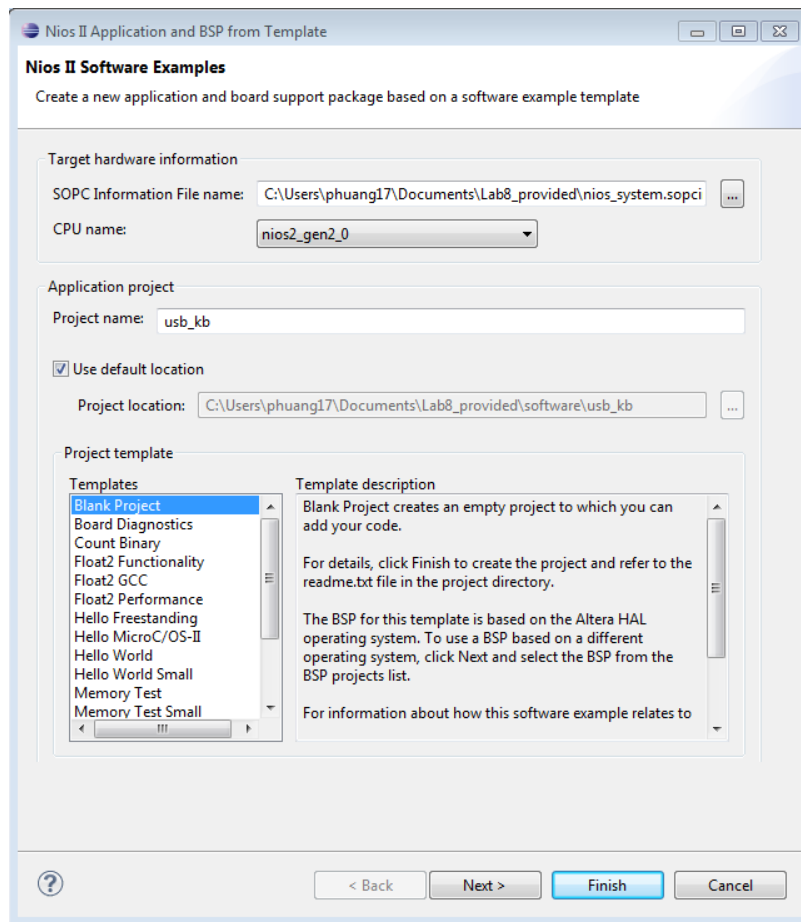 Nios II Application and BSP from Template
Nios II Software Examples
Create a new application and board support package based on a software example template
Target hardware information
SOPC Information File name: C:\Users\phuang17\Documents\Lab8_provided\nios_system.sopci ...
CPU name: nios2_gen2_0
Application project
Project name: usb_kb
Use default location
Project location: C:\Users\phuang17\Documents\Lab8_provided\software\usb_kb ...
Project template
Templates
Blank Project
Board Diagnostics
Count Binary
Float2 Functionality
Float2 GCC
Float2 Performance
Hello Freestanding
Hello MicroC/OS-II
Hello World
Hello World Small
Memory Test
Memory Test Small
Template description
Blank Project creates an empty project to which you can
add your code.
For details, click Finish to create the project and refer to the
readme.txt file in the project directory.
The BSP for this template is based on the Altera HAL
operating system. To use a BSP based on a different
operating system, click Next and select the BSP from the
BSP projects list.
For information about how this software example relates to
? < Back Next > Finish Cancel